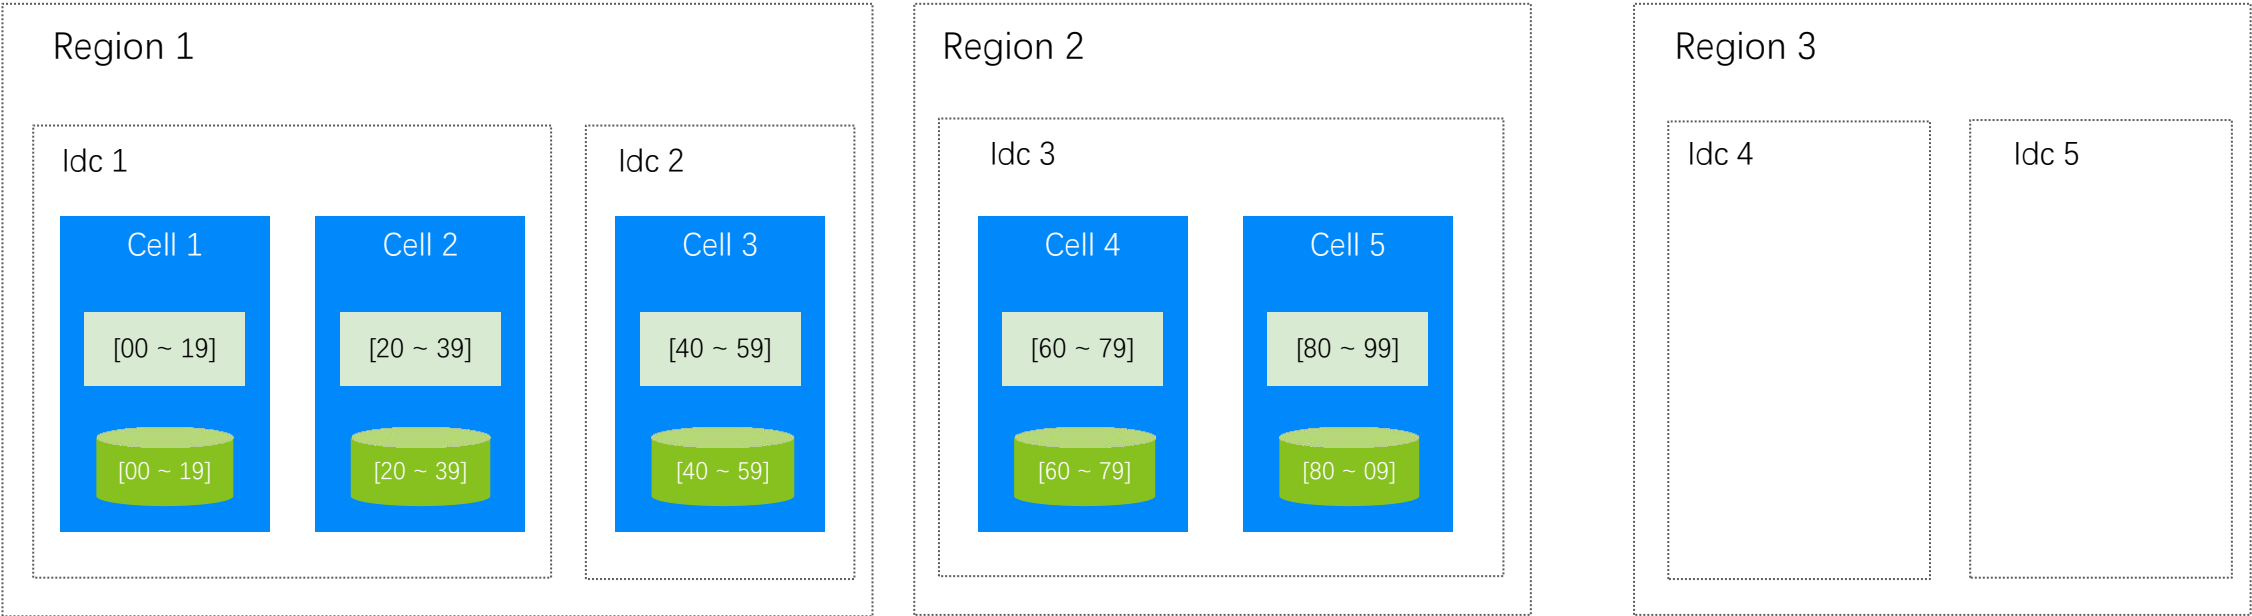 Region 1
Region 2
Region 3
Idc 1
Idc 2
Idc 3
Idc 4
Idc 5
Cell 1
Cell 2
Cell 3
Cell 4
Cell 5
[00 ~ 19]
[20 ~ 39]
[40 ~ 59]
[60 ~ 79]
[80 ~ 99]
[00 ~ 19]
[20 ~ 39]
[40 ~ 59]
[60 ~ 79]
[80 ~ 09]